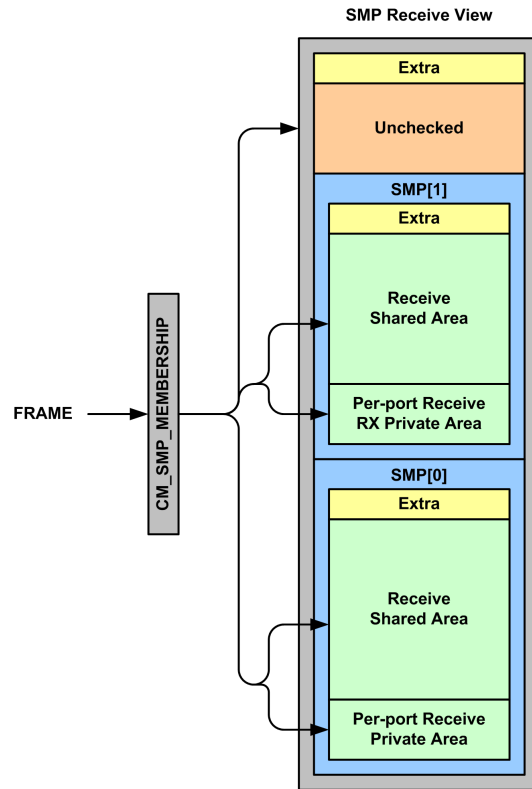 SMP Receive View
Extra
Unchecked
SMP[1]
Extra
Receive
Shared Area
CM_SMP_MEMBERSHIP
FRAME
Per-port Receive
RX Private Area
SMP[0]
Extra
Receive
Shared Area
Per-port Receive
Private Area